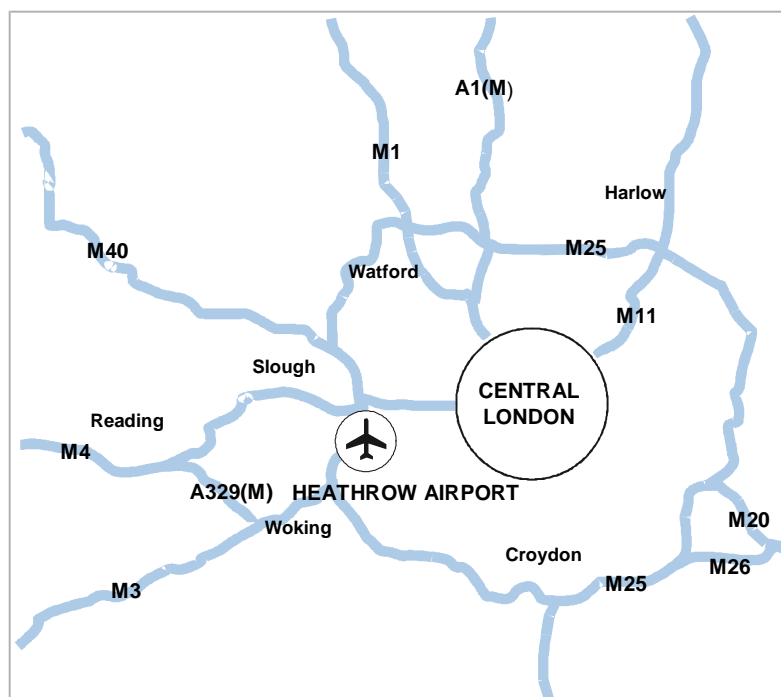 A1(M)
M1
Harlow
M40
M25
Watford
M11
Slough
CENTRAL
LONDON
Reading
M4
A329(M)
HEATHROW AIRPORT
M20
Woking
Croydon
M26
M3
M25